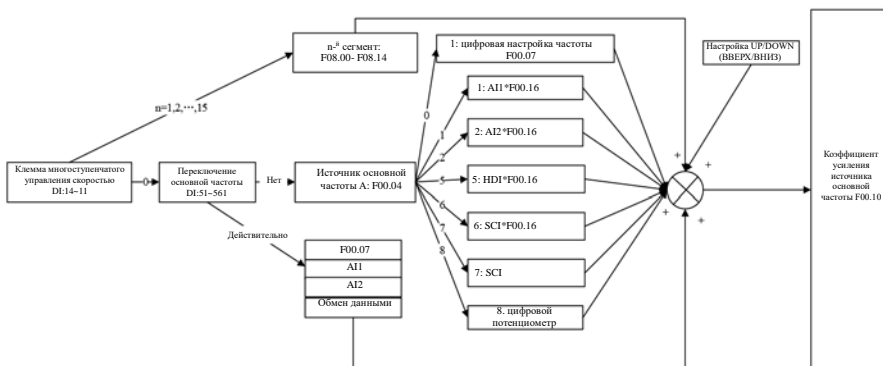 n-й сегмент:
F08.00- F08.14
1: цифровая настройка частоты
F00.07
Настройка UP/DOWN
(ВВЕРХ/ВНИЗ)
n=1,2,…,15
0
1: AI1*F00.16
1
2: AI2*F00.16
2
Клемма многоступенчатого
управления скоростью
DI:14~11
0
Переключение
основной частоты
DI:51~561
Нет
Источник основной
частоты A: F00.04
5
5: HDI*F00.16
6
6: SCI*F00.16
7
7: SCI
8
8. цифровой
потенциометр
Действительно
F00.07
AI1
AI2
Обмен данными
+
+
+
+
Коэффициент
усиления
источника
основной
частоты F00.10